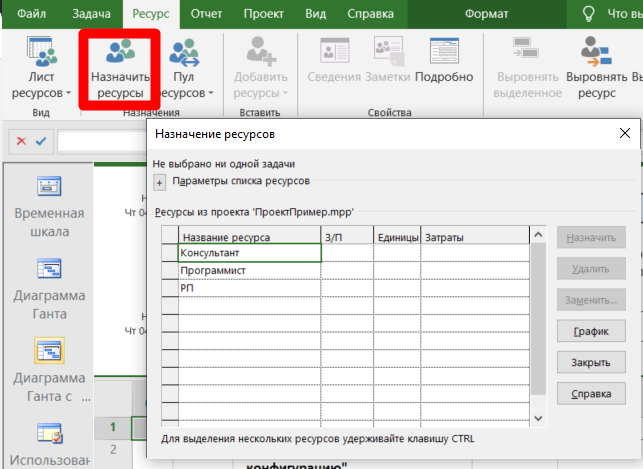 Файл Задача Ресурс Отчет Проект Вид Справка Формат Что вы
Лист ресурсов
Назначить ресурсы
Пул ресурсов
Добавить ресурсы
Сведения Заметки Подробно
Выровнять выделенное
Выровнять ресурс
Вид Назначения Вставить Свойства
Назначение ресурсов
Не выбрано ни одной задачи
+ Параметры списка ресурсов
Ресурсы из проекта 'ПроектПример.mpp'
Название ресурса З/П Единицы Затраты
Консультант
Программист
РП
Назначить
Удалить
Заменить...
График
Закрыть
Справка
Для выделения нескольких ресурсов удерживайте клавишу CTRL
Временная
шкала
Диаграмма
Ганта
Диаграмма
Ганта с ...
Использован
Чт 04
Чт 04
1
2
конфигурацию"